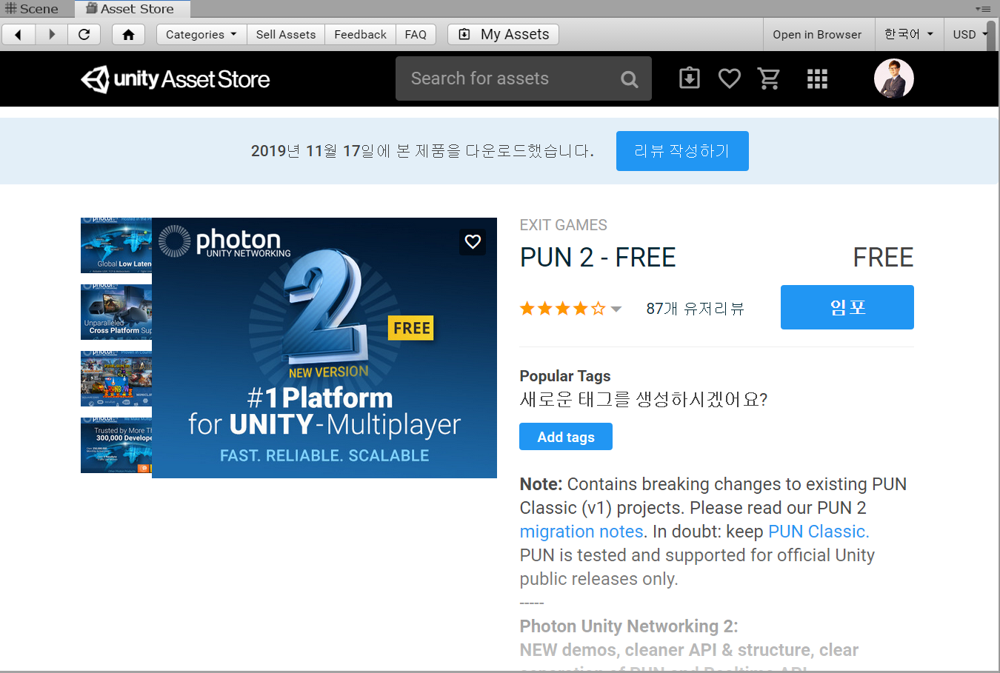 Scene
Asset Store
Categories
Sell Assets
Feedback
FAQ
My Assets
Open in Browser
한국어
USD
unity Asset Store
Search for assets
2019년 11월 17일에 본 제품을 다운로드했습니다.
리뷰 작성하기
Global Low Laten
Unparalleled
Cross Platform Sup
Trusted by More Th
300,000 Develope
photon
UNITY NETWORKING
2
FREE
NEW VERSION
#1 Platform
for UNITY - Multiplayer
FAST. RELIABLE. SCALABLE
EXIT GAMES
PUN 2 - FREE
FREE
87개 유저리뷰
임포
Popular Tags
새로운 태그를 생성하시겠어요?
Add tags
Note: Contains breaking changes to existing PUN
Classic (v1) projects. Please read our PUN 2
migration notes. In doubt: keep PUN Classic.
PUN is tested and supported for official Unity
public releases only.
-----
Photon Unity Networking 2:
NEW demos, cleaner API & structure, clear